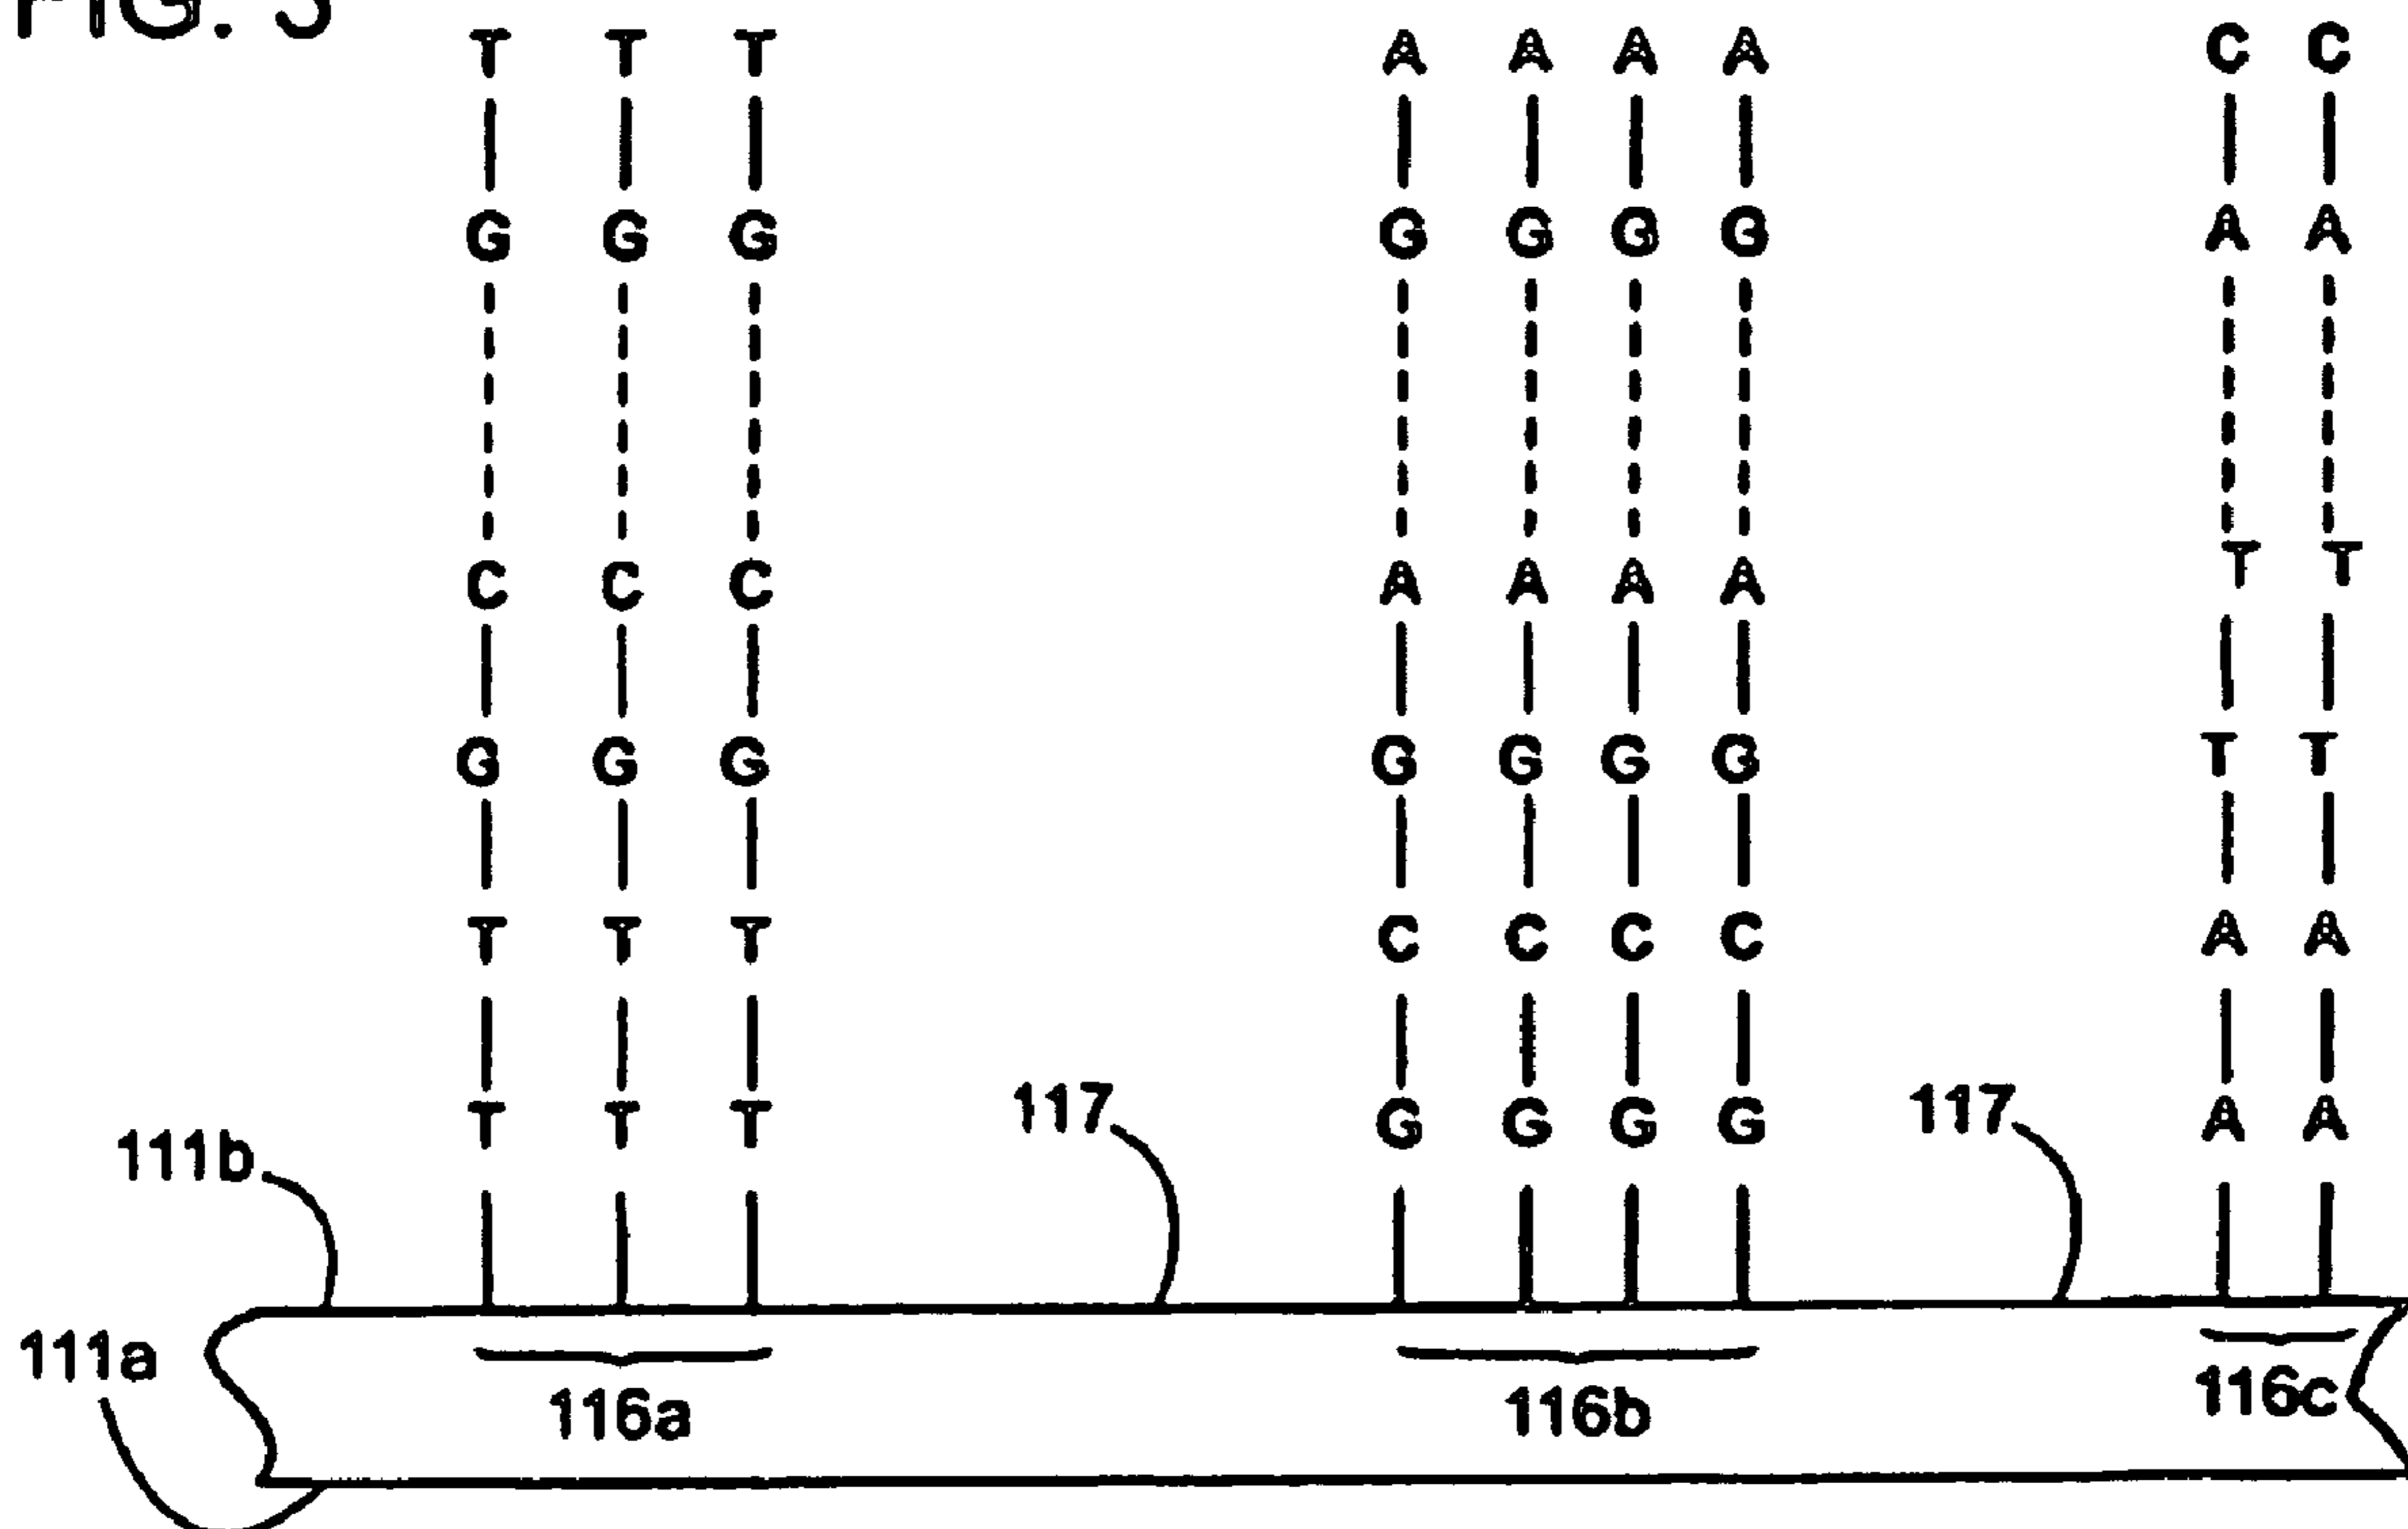 FIG. 3
T T T A A A A C C
G G G G G G G A A
C C C A A A A T T
G G G G G G G T T
T T T C C C C A A
T T T G G G G A A
117 117
111b
111a
116a 116b 116c